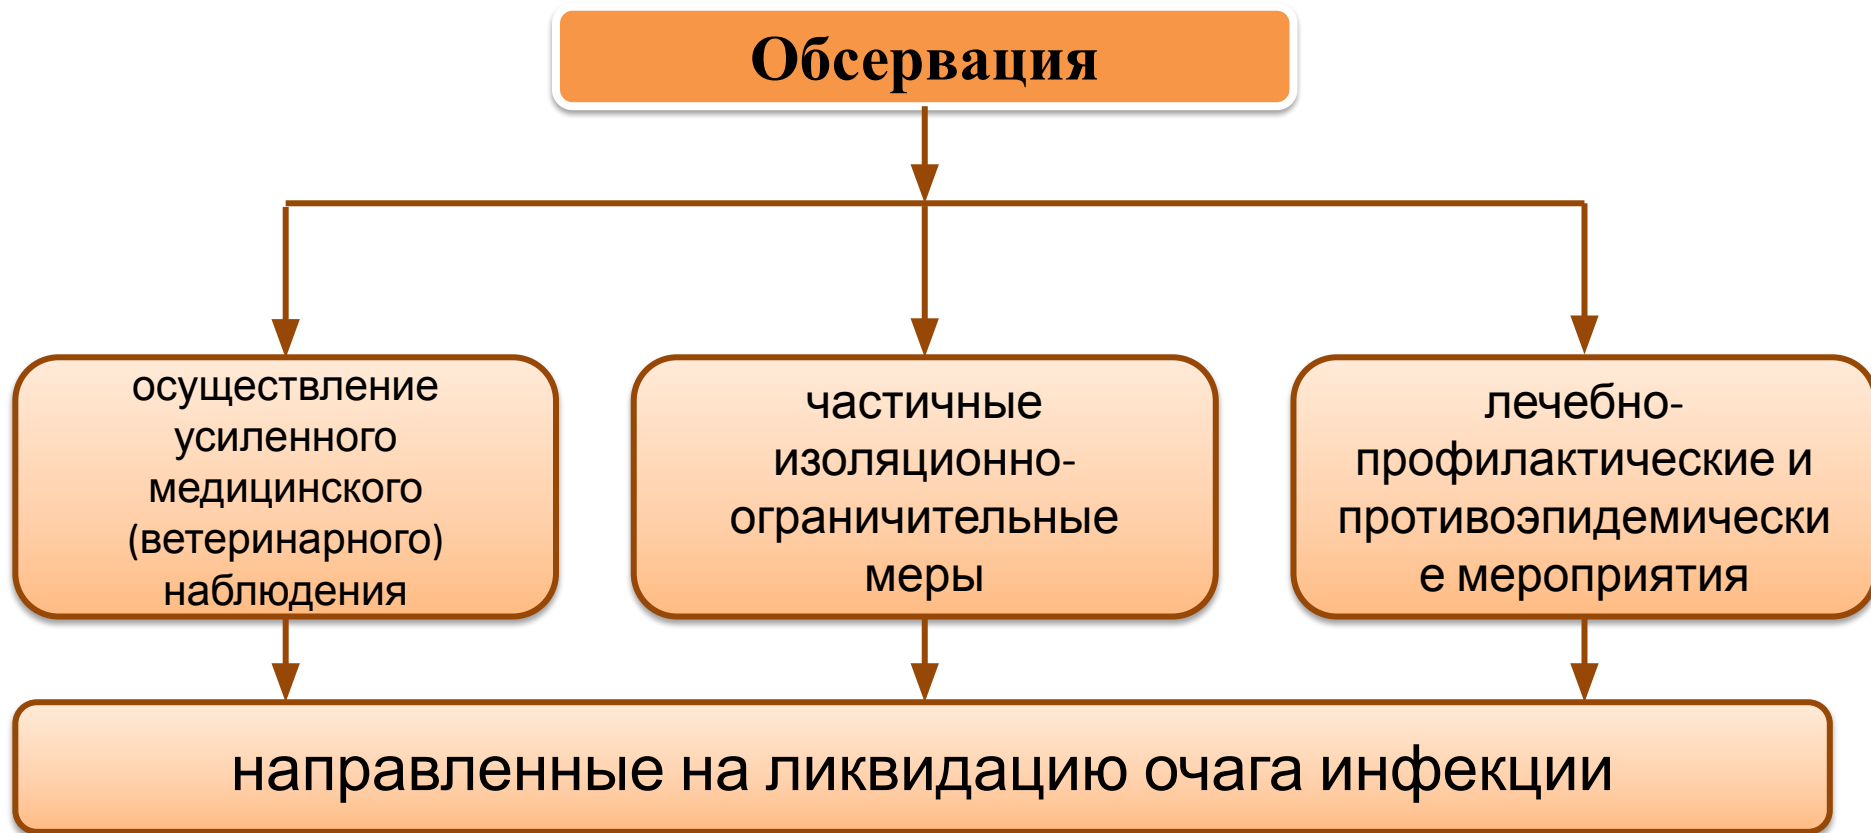 Обсервация
осуществление
усиленного
медицинского
(ветеринарного)
наблюдения
частичные
изоляционно-
ограничительные
меры
лечебно-
профилактические и
противоэпидемически
е мероприятия
направленные на ликвидацию очага инфекции